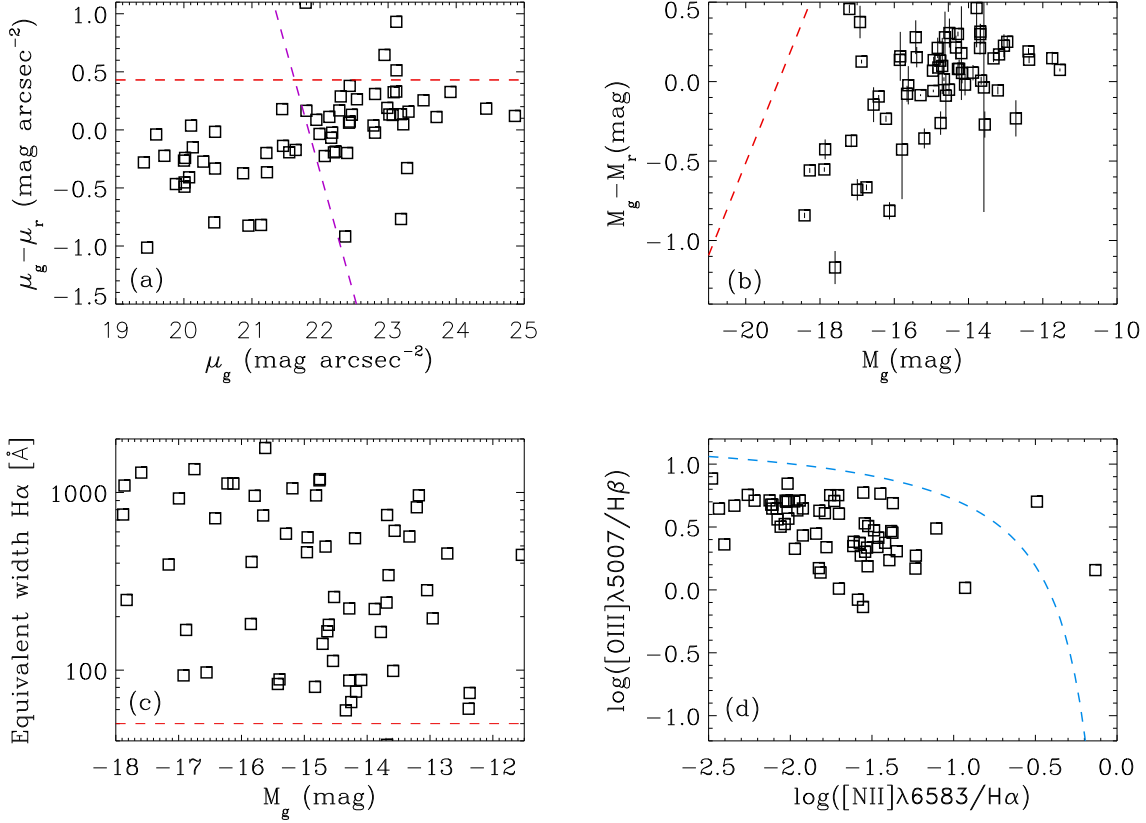 1.0
0.5
0.0
−0.5
−1.0
−1.5
μg−μr (mag arcsec−2)
(a)
19 20 21 22 23 24 25
μg (mag arcsec−2)
0.5
0.0
−0.5
−1.0
Mg−Mr(mag)
(b)
−20 −18 −16 −14 −12 −10
Mg(mag)
1000
100
Equivalent width Hα [Å]
(c)
−18 −17 −16 −15 −14 −13 −12
Mg (mag)
1.0
0.5
0.0
−0.5
−1.0
log([OIII]λ5007/Hβ)
(d)
−2.5 −2.0 −1.5 −1.0 −0.5 0.0
log([NII]λ6583/Hα)